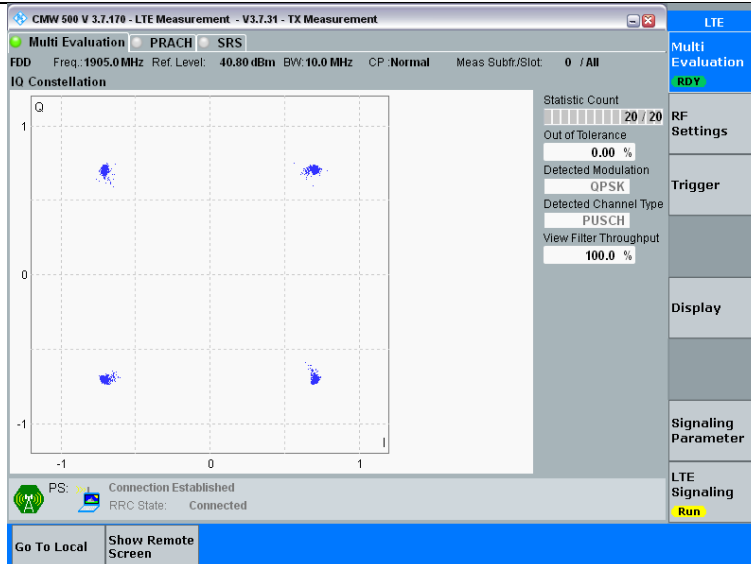 CMW 500 V 3.7.170 - LTE Measurement - V3.7.31 - TX Measurement
LTE
Multi Evaluation PRACH SRS
Multi
Evaluation
RDY
FDD Freq.: 1905.0 MHz Ref. Level: 40.80 dBm BW: 10.0 MHz CP : Normal Meas Subfr./Slot: 0 / All
IQ Constellation
Q
1
0
-1
I
-1 0 1
Statistic Count
20 / 20
Out of Tolerance
0.00 %
Detected Modulation
QPSK
Detected Channel Type
PUSCH
View Filter Throughput
100.0 %
RF
Settings
Trigger
Display
Signaling
Parameter
LTE
Signaling
Run
PS: Connection Established
RRC State: Connected
Go To Local
Show Remote
Screen